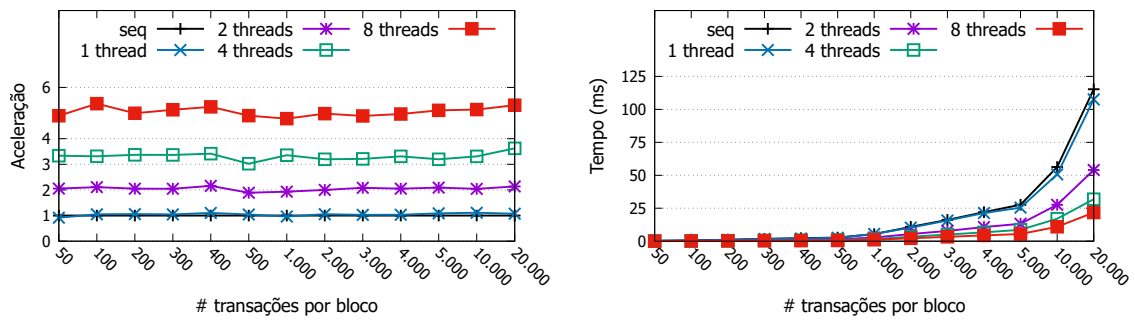 seq 2 threads 8 threads
1 thread 4 threads
Aceleração
6
5
4
3
2
1
0
50 100 200 300 400 500 1.000 2.000 3.000 4.000 5.000 10.000 20.000
# transações por bloco
seq 2 threads 8 threads
1 thread 4 threads
Tempo (ms)
125
100
75
50
25
0
50 100 200 300 400 500 1.000 2.000 3.000 4.000 5.000 10.000 20.000
# transações por bloco